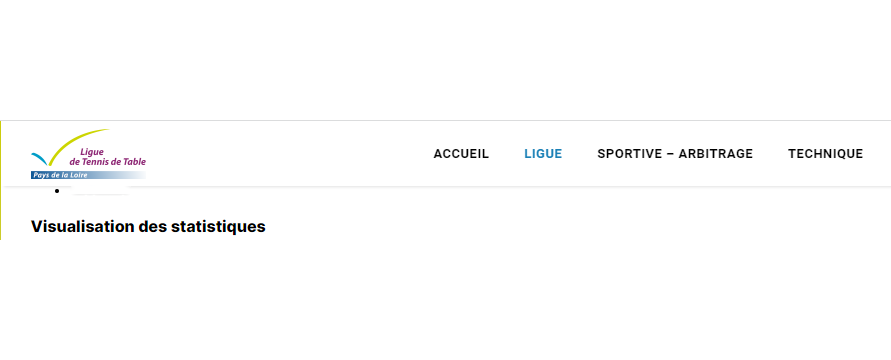 Ligue
de Tennis de Table
Pays de la Loire
ACCUEIL LIGUE SPORTIVE – ARBITRAGE TECHNIQUE
Visualisation des statistiques